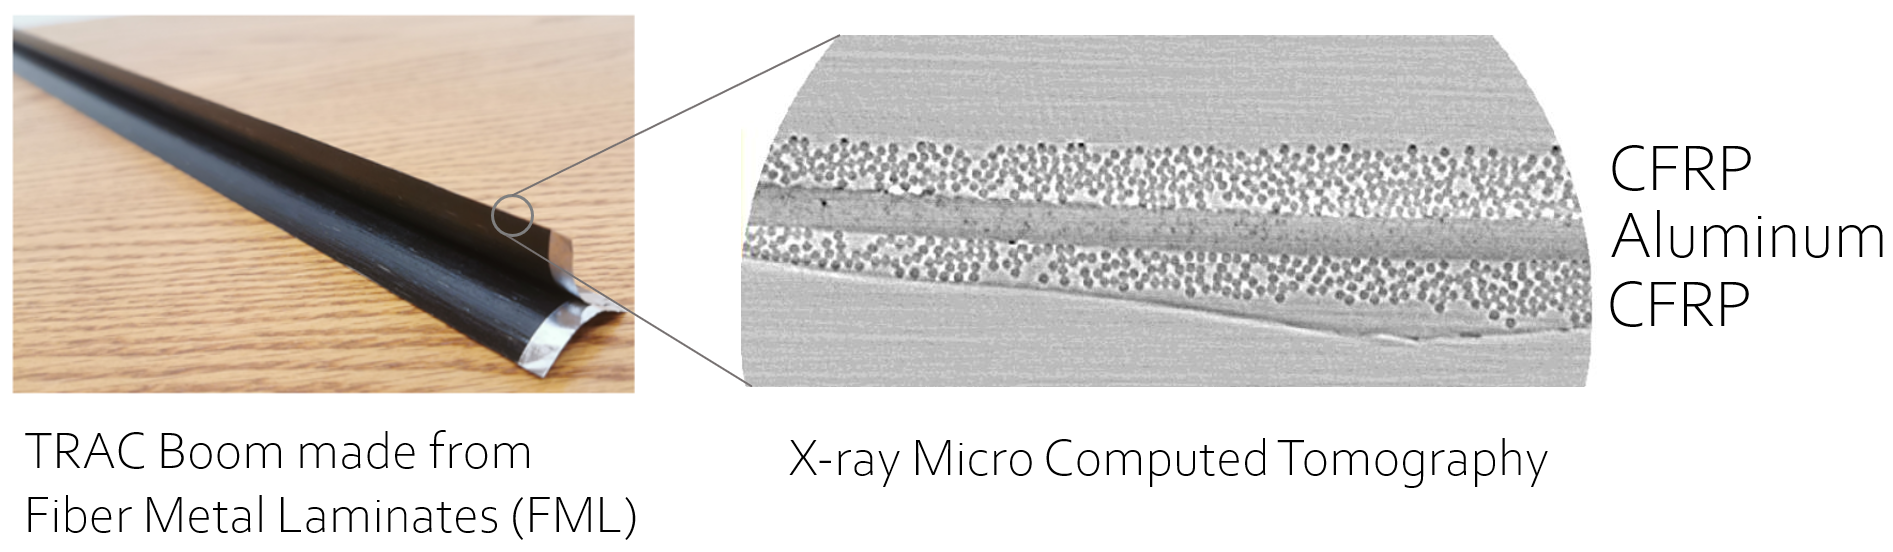 CFRP
Aluminum
CFRP
TRAC Boom made from
Fiber Metal Laminates (FML)
X-ray Micro Computed Tomography